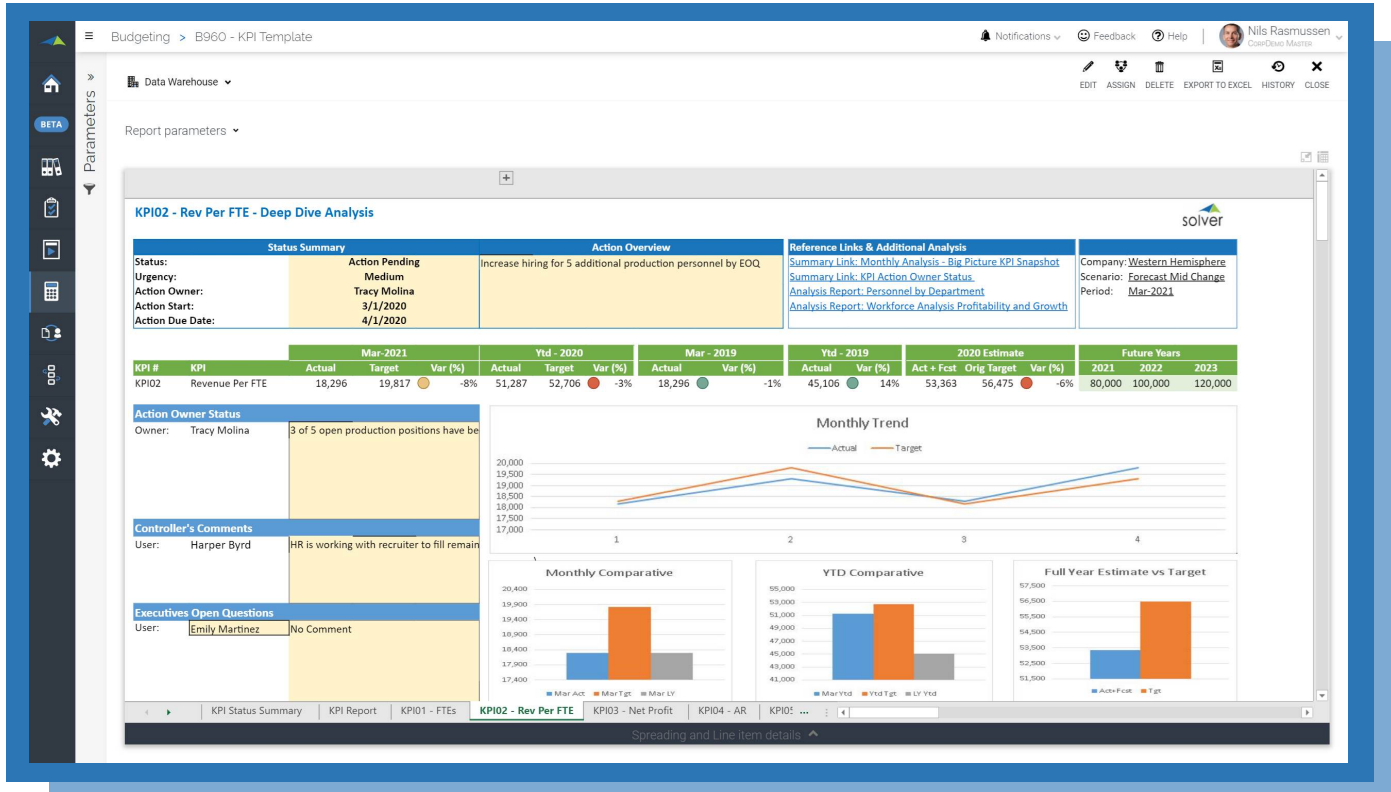 Budgeting > B960 - KPI Template
Notifications
Feedback
Help
Nils Rasmussen
CorpDemo Master
BETA
Parameters
Data Warehouse
EDIT ASSIGN DELETE EXPORT TO EXCEL HISTORY CLOSE
Report parameters
KPI02 - Rev Per FTE - Deep Dive Analysis
solver
Status Summary Action Overview Reference Links & Additional Analysis
Status: Action Pending Increase hiring for 5 additional production personnel by EOQ Summary Link: Monthly Analysis - Big Picture KPI Snapshot Company: Western Hemisphere
Urgency: Medium Summary Link: KPI Action Owner Status Scenario: Forecast Mid Change
Action Owner: Tracy Molina Analysis Report: Personnel by Department Period: Mar-2021
Action Start: 3/1/2020 Analysis Report: Workforce Analysis Profitability and Growth
Action Due Date: 4/1/2020
Mar-2021 Ytd - 2020 Mar - 2019 Ytd - 2019 2020 Estimate Future Years
KPI # KPI Actual Target Var (%) Actual Target Var (%) Actual Var (%) Actual Var (%) Act + Fcst Orig Target Var (%) 2021 2022 2023
KPI02 Revenue Per FTE 18,296 19,817 -8% 51,287 52,706 -3% 18,296 -1% 45,106 14% 53,363 56,475 -6% 80,000 100,000 120,000
Action Owner Status
Owner: Tracy Molina 3 of 5 open production positions have be
Controller's Comments
User: Harper Byrd HR is working with recruiter to fill remain
Executives Open Questions
User: Emily Martinez No Comment
Monthly Trend
Actual Target
20,000
19,500
19,000
18,500
18,000
17,500
17,000
1 2 3 4
Monthly Comparative
20,400
19,900
19,400
18,900
18,400
17,900
17,400
Mar Act Mar Tgt Mar LY
YTD Comparative
55,000
53,000
51,000
49,000
47,000
45,000
43,000
41,000
Mar Ytd Ytd Tgt LY Ytd
Full Year Estimate vs Target
57,500
56,500
55,500
54,500
53,500
52,500
51,500
Act+Fcst Tgt
KPI Status Summary KPI Report KPI01 - FTEs KPI02 - Rev Per FTE KPI03 - Net Profit KPI04 - AR KPI05 ...
Spreading and Line item details